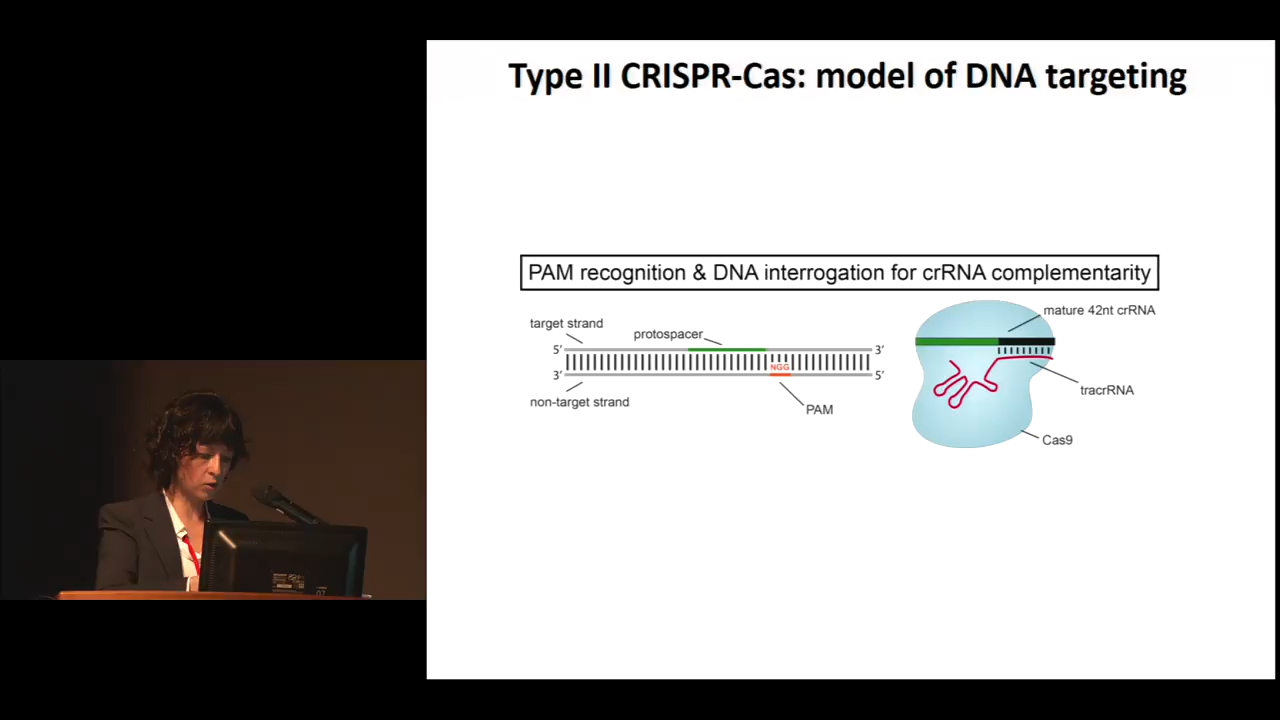 Type II CRISPR-Cas: model of DNA targeting
PAM recognition & DNA interrogation for crRNA complementarity
target strand
protospacer
5′
3′
NGG
3′
5′
non-target strand
PAM
mature 42nt crRNA
tracrRNA
Cas9